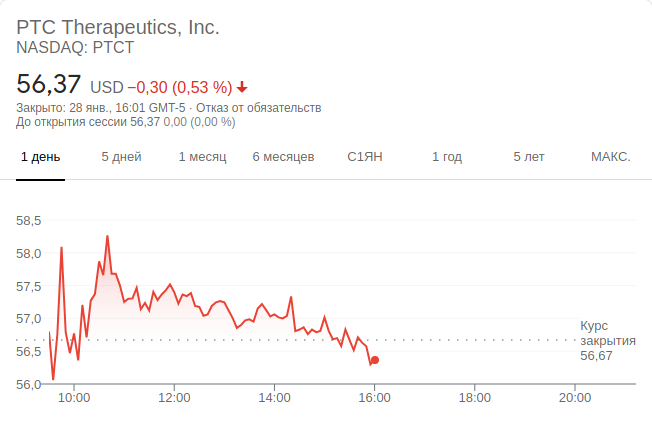 PTC Therapeutics, Inc.
NASDAQ: PTCT
56,37 USD −0,30 (0,53 %)
Закрыто: 28 янв., 16:01 GMT-5 · Отказ от обязательств
До открытия сессии 56,37 0,00 (0,00 %)
1 день 5 дней 1 месяц 6 месяцев С1ЯН 1 год 5 лет МАКС.
58,5
58,0
57,5
57,0
56,5
56,0
Курс
закрытия
56,67
10:00 12:00 14:00 16:00 18:00 20:00